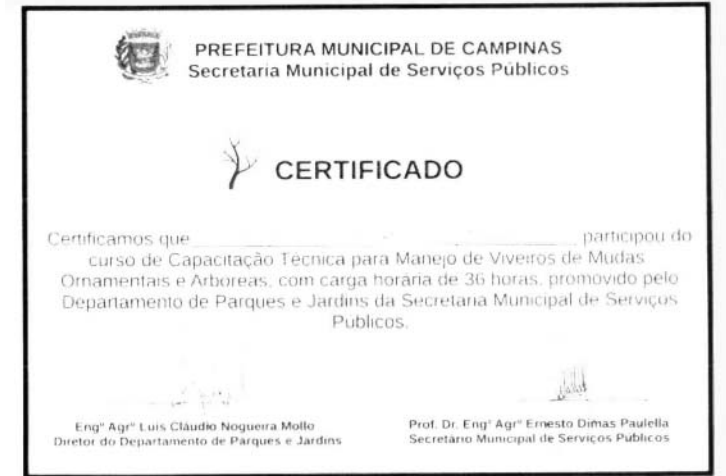 PREFEITURA MUNICIPAL DE CAMPINAS
Secretaria Municipal de Serviços Públicos
CERTIFICADO
Certificamos que participou do
curso de Capacitação Técnica para Manejo de Viveiros de Mudas
Ornamentais e Arboreas, com carga horária de 36 horas, promovido pelo
Departamento de Parques e Jardins da Secretaria Municipal de Serviços
Publicos.
Engº Agrº Luis Cláudio Nogueira Mollo
Diretor do Departamento de Parques e Jardins
Prof. Dr. Engº Agrº Ernesto Dimas Paulella
Secretário Municipal de Serviços Publicos